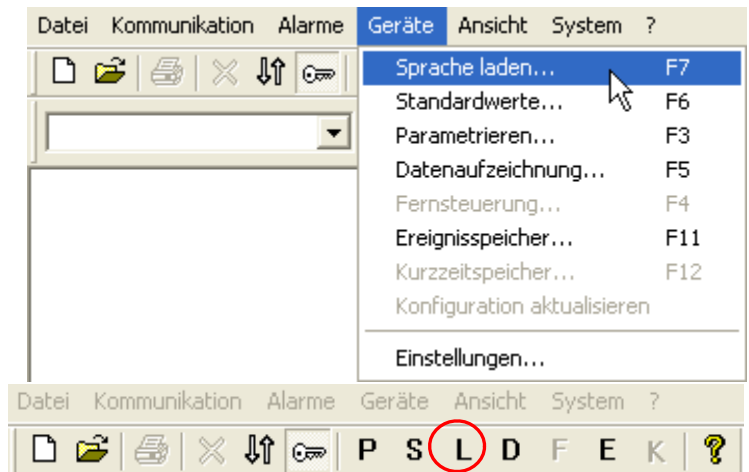 Datei Kommunikation Alarme Geräte Ansicht System ?
Sprache laden... F7
Standardwerte... F6
Parametrieren... F3
Datenaufzeichnung... F5
Fernsteuerung... F4
Ereignisspeicher... F11
Kurzzeitspeicher... F12
Konfiguration aktualisieren
Einstellungen...
Datei Kommunikation Alarme Geräte Ansicht System ?
P S L D F E K ?